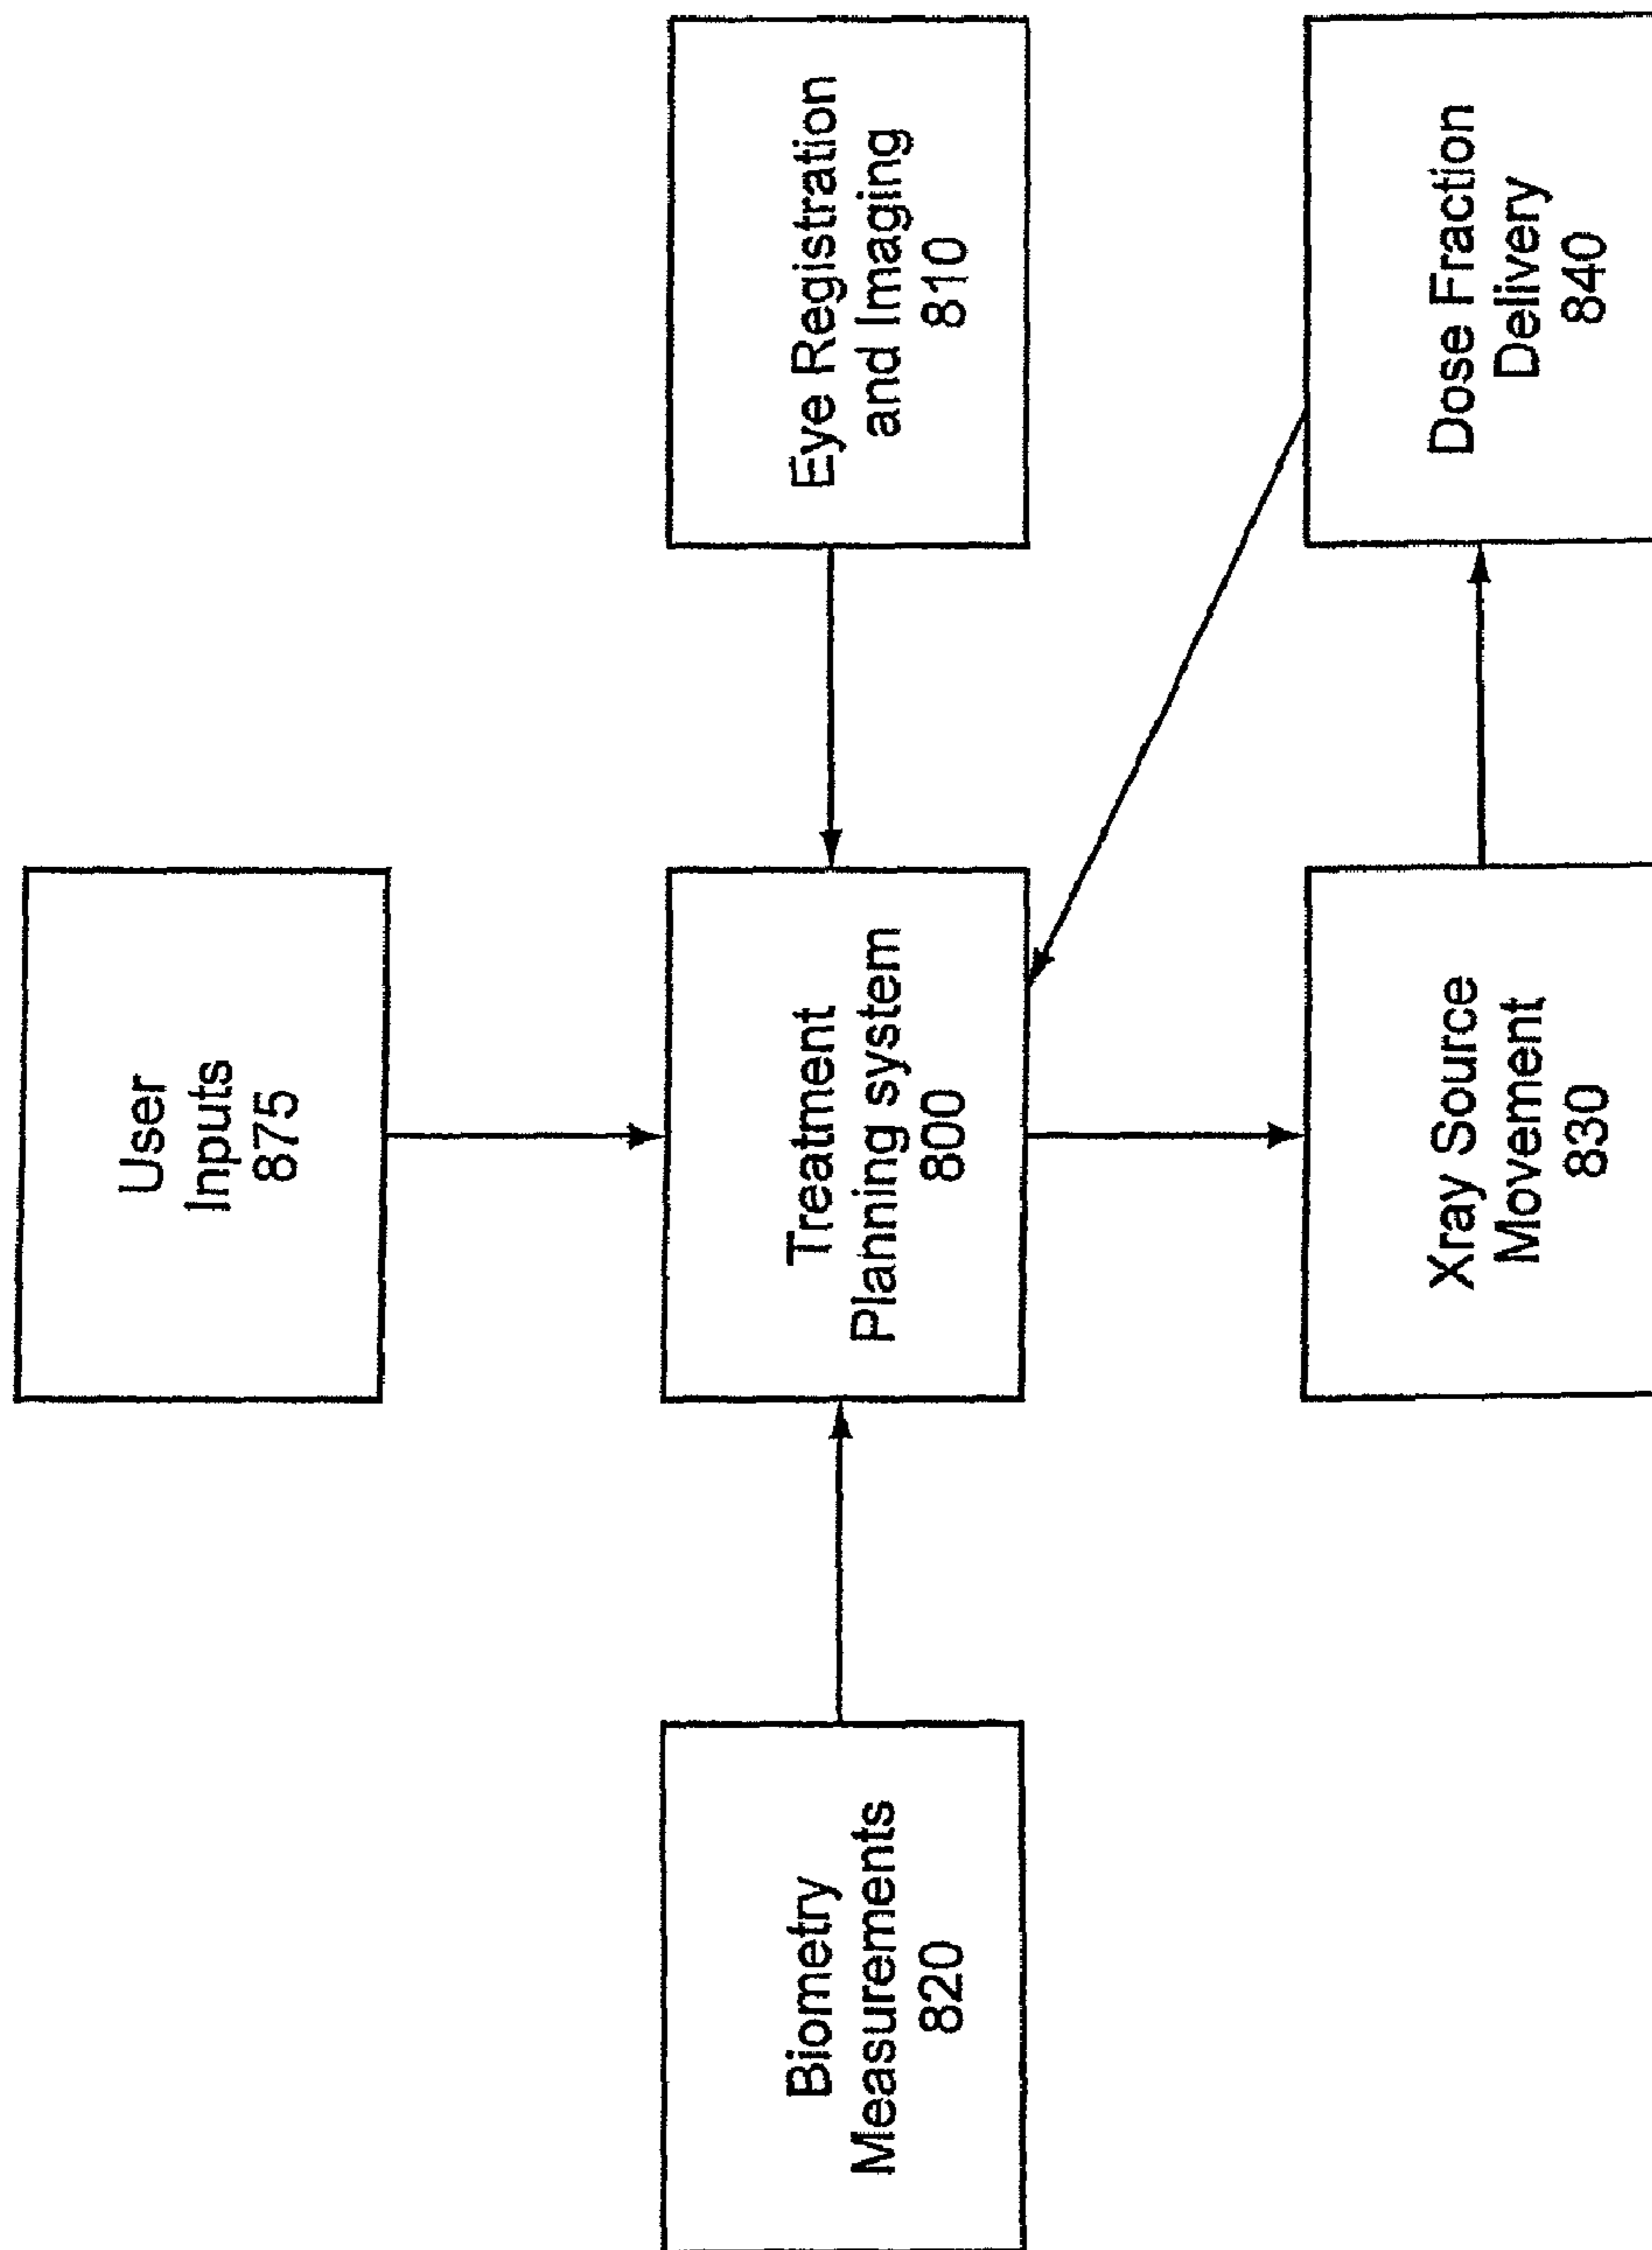 User
Inputs
875
Biometry
Measurements
820
Treatment
Planning system
800
Eye Registration
and Imaging
810
Xray Source
Movement
830
Dose Fraction
Delivery
840